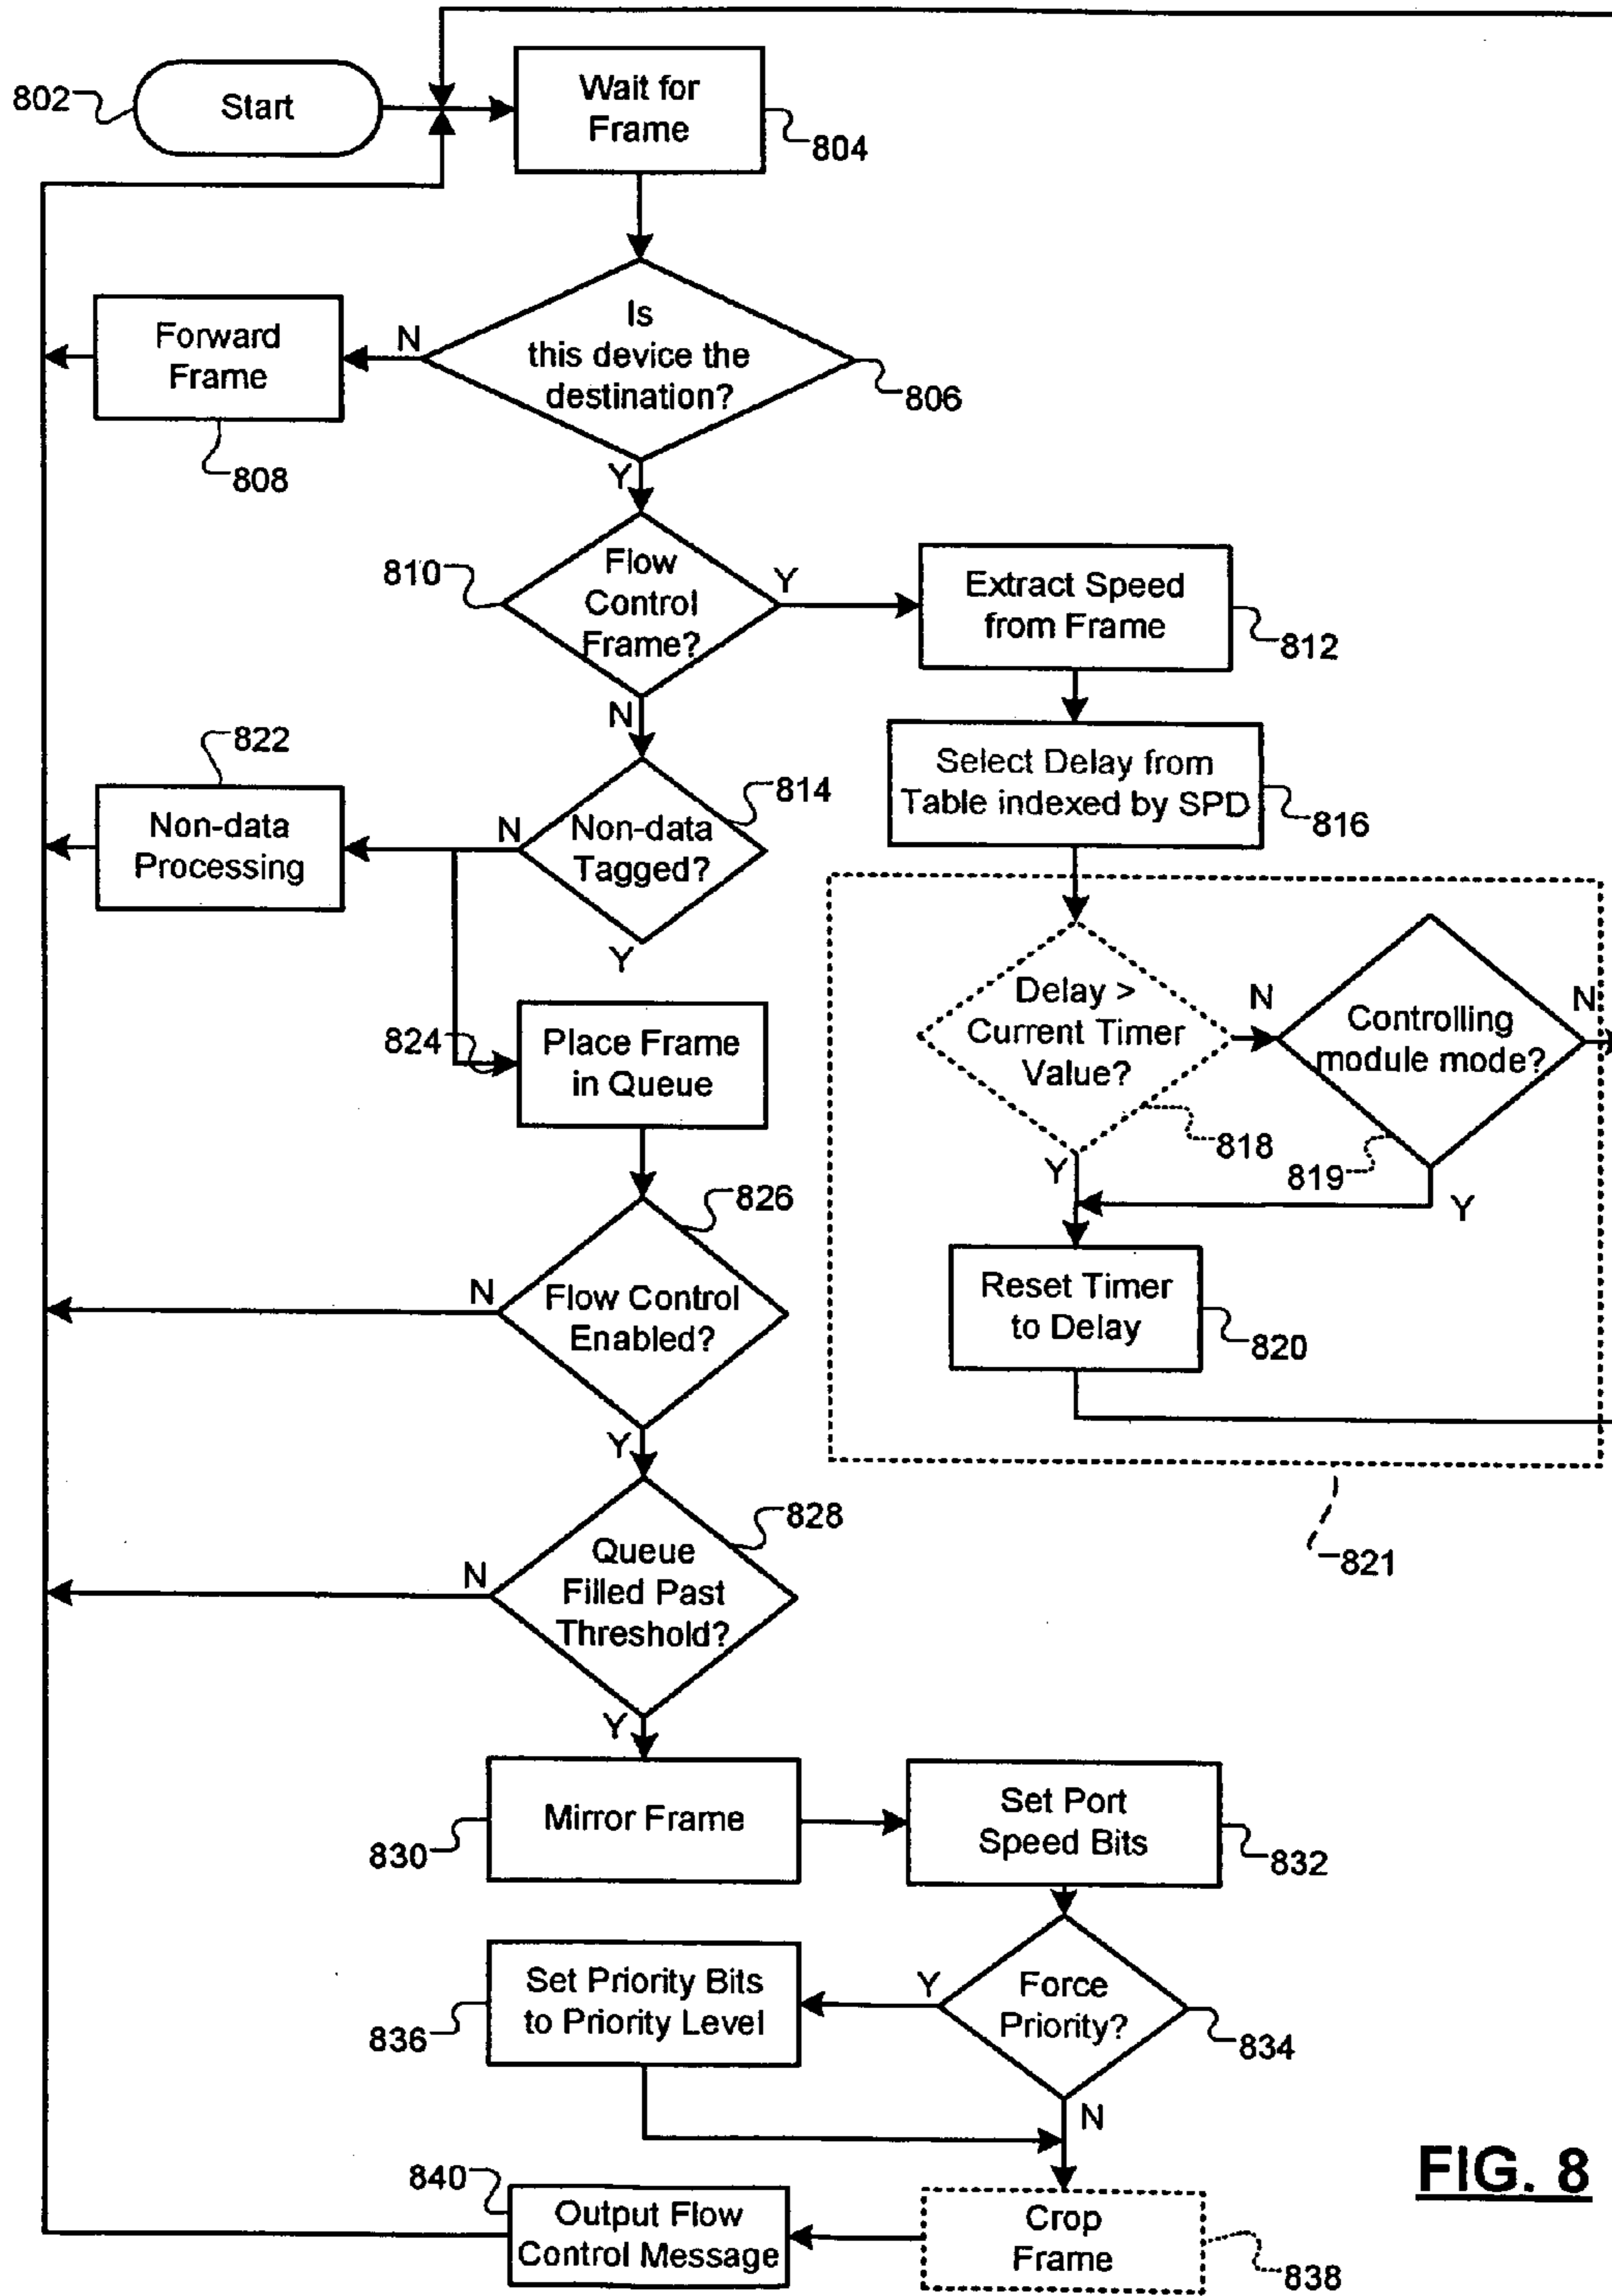 802
Start
Wait for
Frame
804
Forward
Frame
808
N
Is
this device the
destination?
806
Y
810
Flow
Control
Frame?
Y
Extract Speed
from Frame
812
N
822
Non-data
Processing
N
Non-data
Tagged?
814
Y
Select Delay from
Table indexed by SPD
816
824
Place Frame
in Queue
Delay >
Current Timer
Value?
818
N
Controlling
module mode?
N
819
Y
Y
826
N
Flow Control
Enabled?
Y
Reset Timer
to Delay
820
821
828
N
Queue
Filled Past
Threshold?
Y
830
Mirror Frame
Set Port
Speed Bits
832
836
Set Priority Bits
to Priority Level
Y
Force
Priority?
834
N
840
Output Flow
Control Message
Crop
Frame
838
FIG. 8